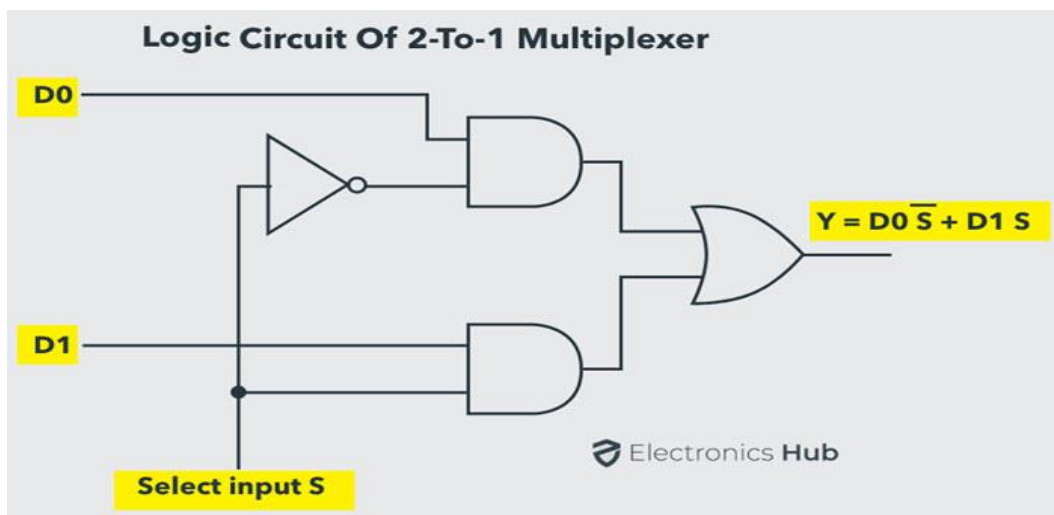 Logic Circuit Of 2-To-1 Multiplexer
D0
Y = D0 S̅ + D1 S
D1
Electronics Hub
Select input S